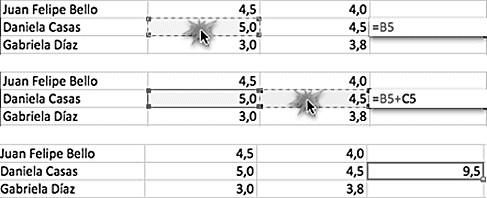 Juan Felipe Bello 4,5 4,0
Daniela Casas 5,0 4,5 =B5
Gabriela Díaz 3,0 3,8
Juan Felipe Bello 4,5 4,0
Daniela Casas 5,0 4,5 =B5+C5
Gabriela Díaz 3,0 3,8
Juan Felipe Bello 4,5 4,0
Daniela Casas 5,0 4,5 9,5
Gabriela Díaz 3,0 3,8